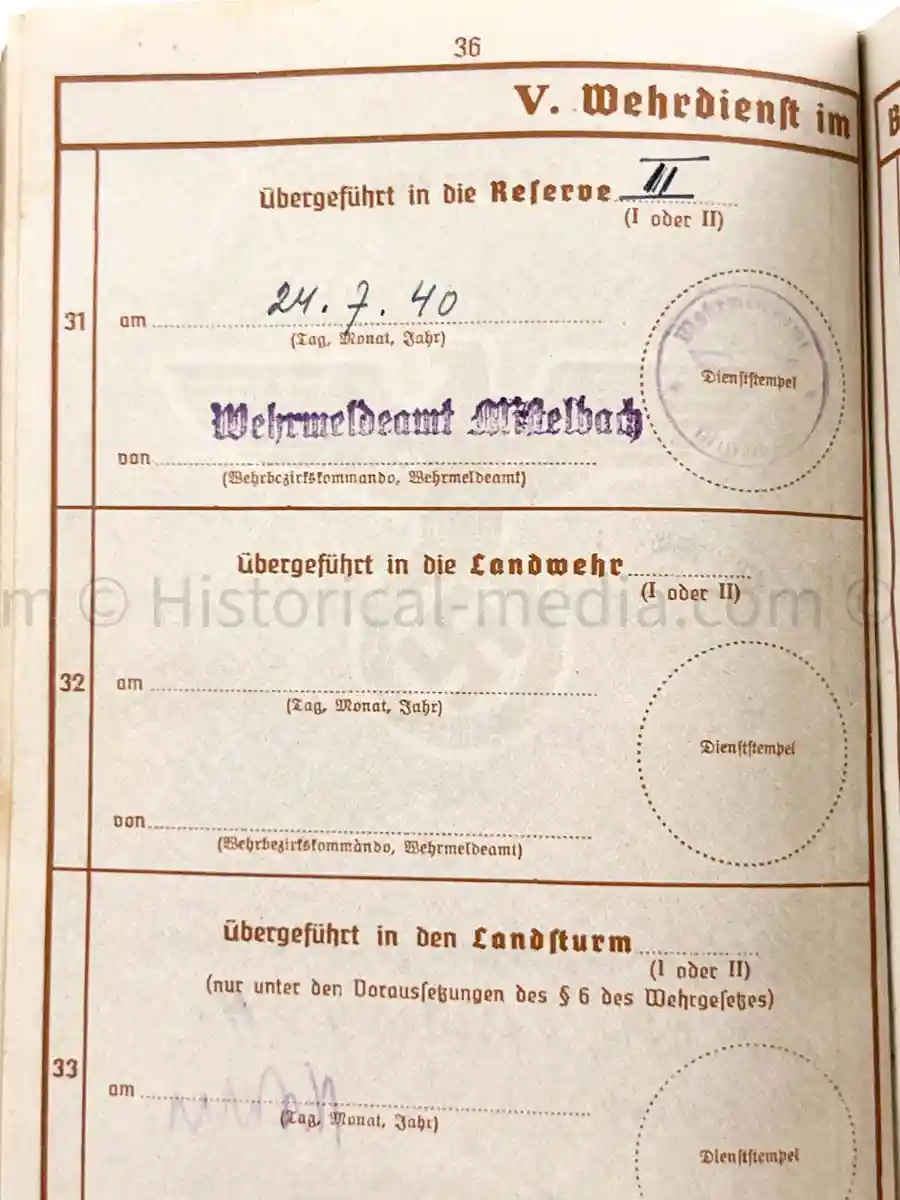 36
V. Wehrdienst im
übergeführt in die Reserve II
(I oder II)
31
am 24. 7. 40
(Tag, Monat, Jahr)
Wehrmeldeamt
Dienststempel
Wehrmeldeamt Mistelbach
von
(Wehrbezirkskommando, Wehrmeldeamt)
übergeführt in die Landwehr
(I oder II)
© Historical-media.com ©
32
am
(Tag, Monat, Jahr)
Dienststempel
von
(Wehrbezirkskommando, Wehrmeldeamt)
übergeführt in den Landsturm
(I oder II)
(nur unter den Voraussetzungen des § 6 des Wehrgesetzes)
33
am
(Tag, Monat, Jahr)
Dienststempel